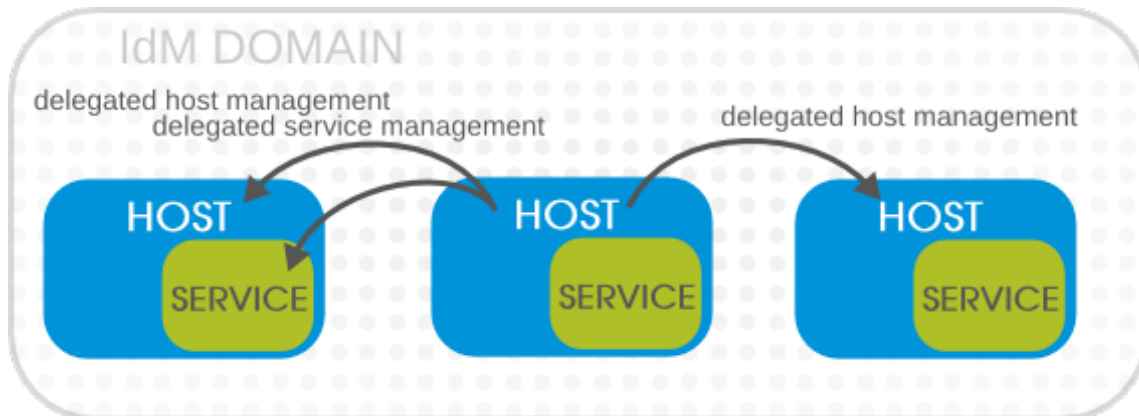 IdM DOMAIN
delegated host management
delegated service management
delegated host management
HOST
SERVICE
HOST
SERVICE
HOST
SERVICE